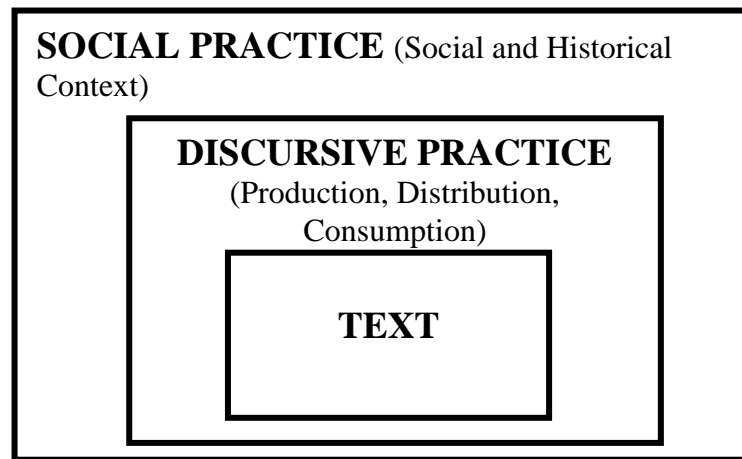 SOCIAL PRACTICE (Social and Historical
Context)
DISCURSIVE PRACTICE
(Production, Distribution,
Consumption)
TEXT